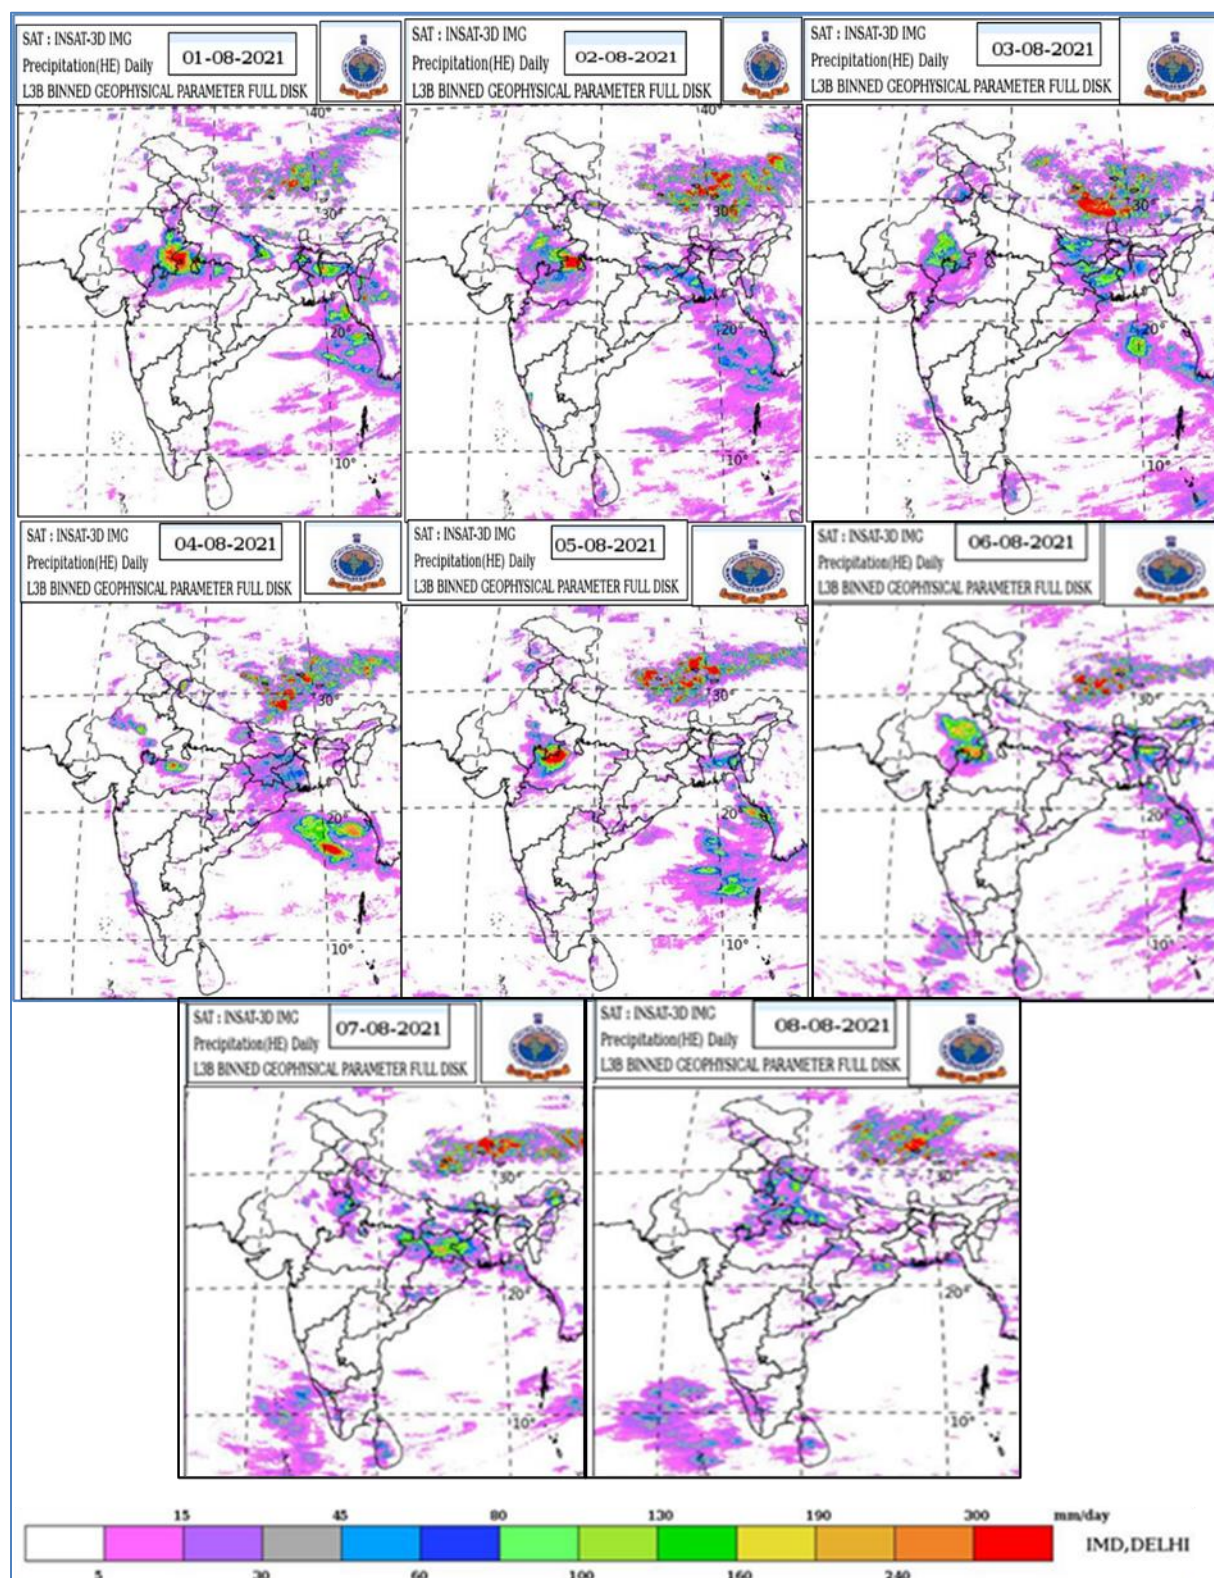 SAT : INSAT-3D IMG
Precipitation(HE) Daily
01-08-2021
L3B BINNED GEOPHYSICAL PARAMETER FULL DISK
40°
30°
20°
10°
SAT : INSAT-3D IMG
Precipitation(HE) Daily
02-08-2021
L3B BINNED GEOPHYSICAL PARAMETER FULL DISK
40°
30°
20°
10°
SAT : INSAT-3D IMG
Precipitation(HE) Daily
03-08-2021
L3B BINNED GEOPHYSICAL PARAMETER FULL DISK
30°
20°
10°
SAT : INSAT-3D IMG
Precipitation(HE) Daily
04-08-2021
L3B BINNED GEOPHYSICAL PARAMETER FULL DISK
30°
20°
10°
SAT : INSAT-3D IMG
Precipitation(HE) Daily
05-08-2021
L3B BINNED GEOPHYSICAL PARAMETER FULL DISK
30°
20°
10°
SAT : INSAT-3D IMG
Precipitation(HE) Daily
06-08-2021
L3B BINNED GEOPHYSICAL PARAMETER FULL DISK
30°
20°
10°
SAT : INSAT-3D IMG
Precipitation(HE) Daily
07-08-2021
L3B BINNED GEOPHYSICAL PARAMETER FULL DISK
30°
20°
10°
SAT : INSAT-3D IMG
Precipitation(HE) Daily
08-08-2021
L3B BINNED GEOPHYSICAL PARAMETER FULL DISK
30°
20°
10°
15 45 80 130 190 300 mm/day
IMD,DELHI
5 30 60 100 160 240